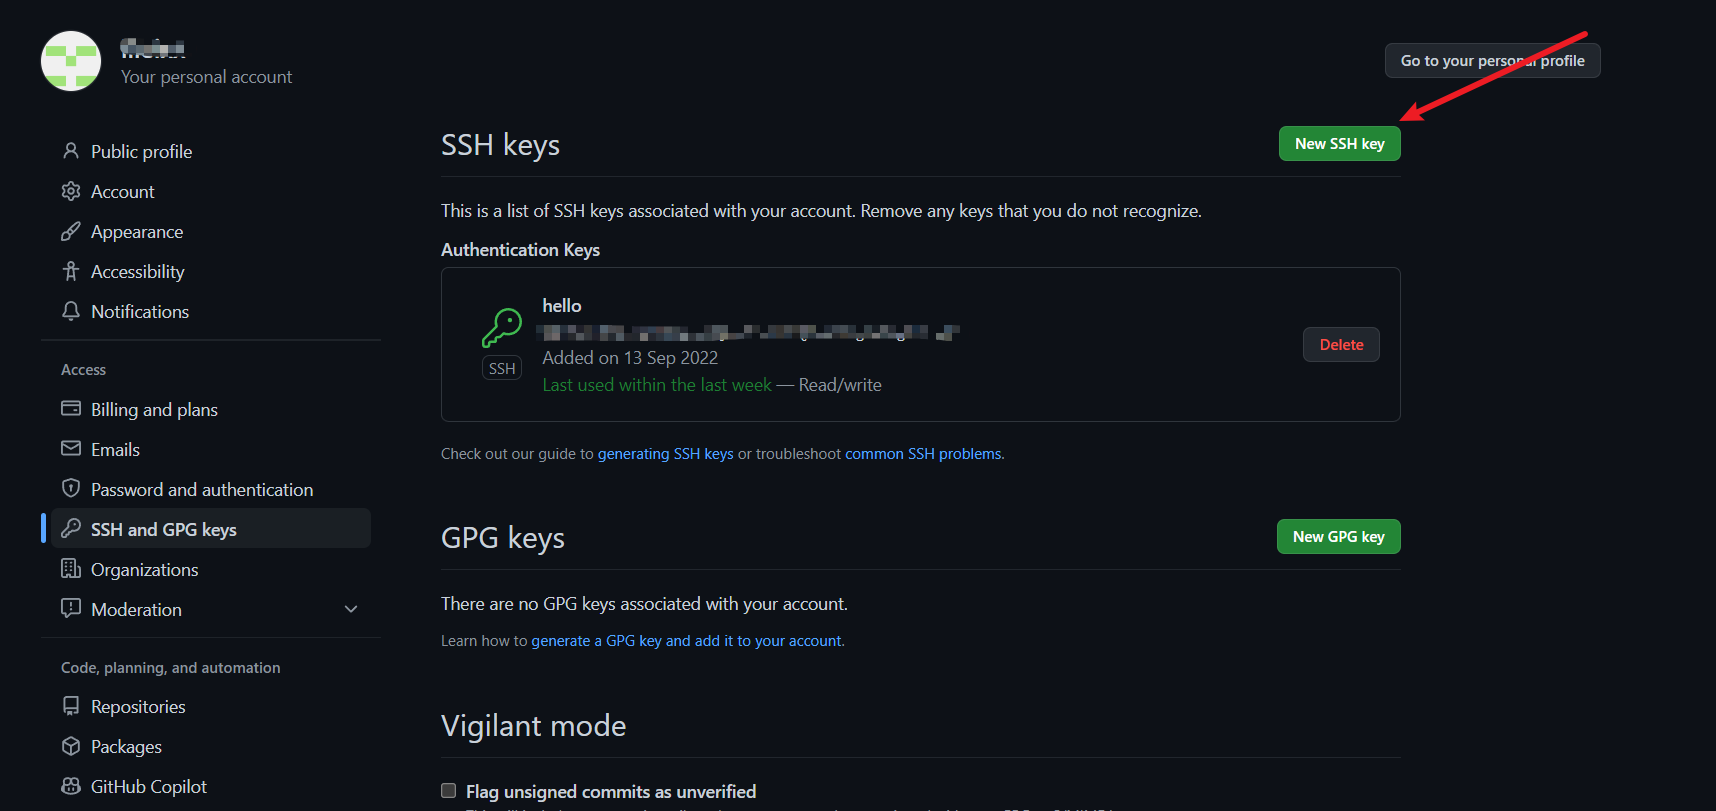 Your personal account
Go to your personal profile
Public profile
Account
Appearance
Accessibility
Notifications
Access
Billing and plans
Emails
Password and authentication
SSH and GPG keys
Organizations
Moderation
Code, planning, and automation
Repositories
Packages
GitHub Copilot
SSH keys
New SSH key
This is a list of SSH keys associated with your account. Remove any keys that you do not recognize.
Authentication Keys
hello
SSH
Added on 13 Sep 2022
Last used within the last week — Read/write
Delete
Check out our guide to generating SSH keys or troubleshoot common SSH problems.
GPG keys
New GPG key
There are no GPG keys associated with your account.
Learn how to generate a GPG key and add it to your account.
Vigilant mode
Flag unsigned commits as unverified